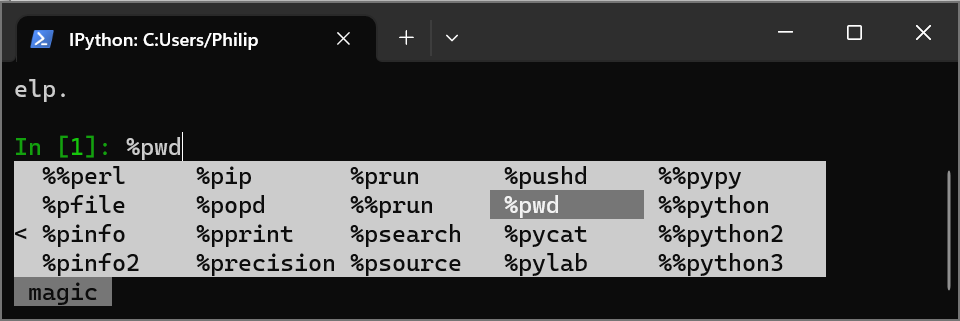 IPython: C:Users/Philip
elp.
In [1]: %pwd
%%perl %pip %prun %pushd %%pypy
%pfile %popd %%prun %pwd %%python
< %pinfo %pprint %psearch %pycat %%python2
%pinfo2 %precision %psource %pylab %%python3
magic